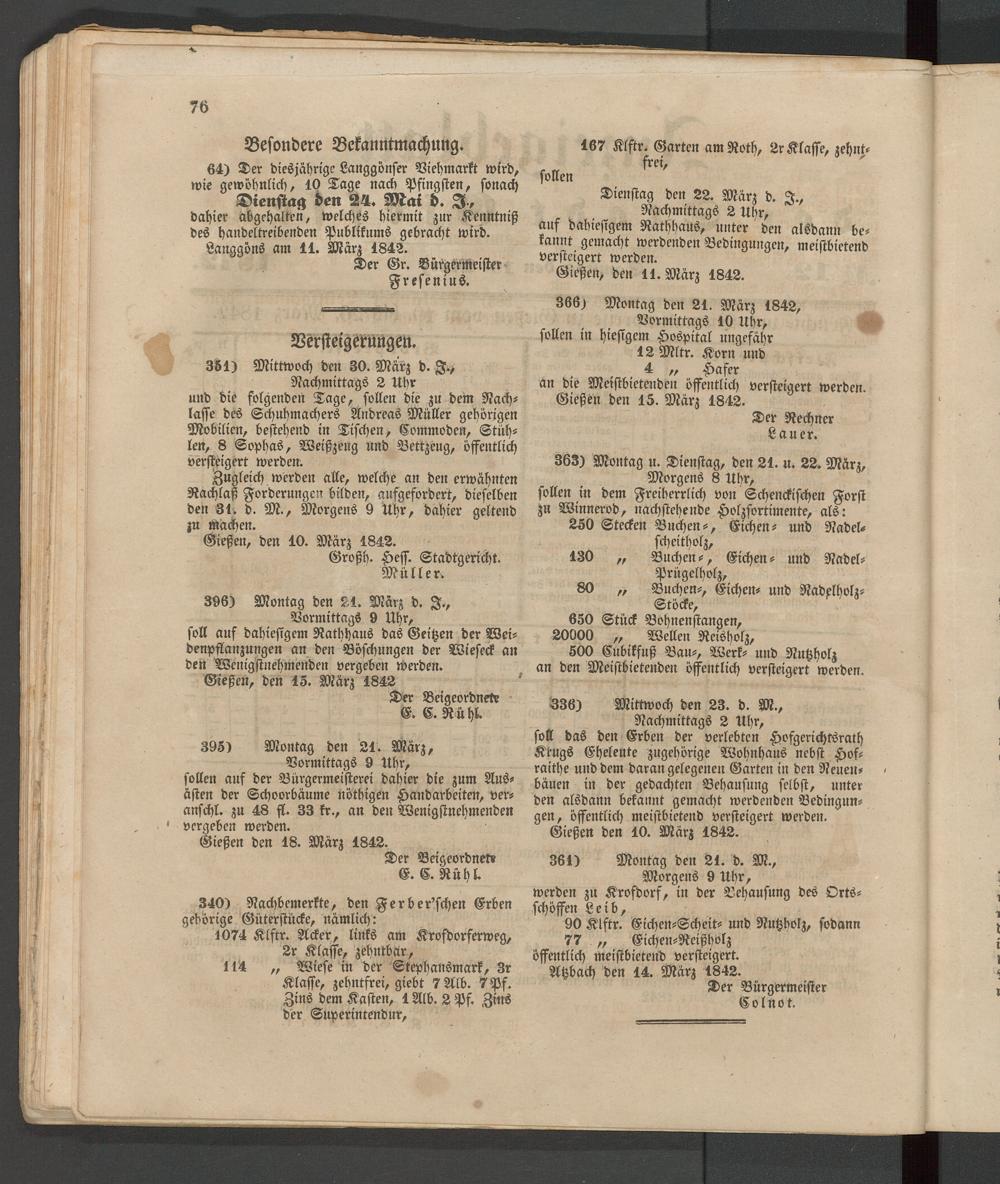 76
Besondere Bekanntmachung.
64) Der diesjährige Langgönser Viehmarkt wird,
wie gewöhnlich, 10 Tage nach Pfingsten, sonach
Dienstag den 24. Mai d. J.,
dahier abgehalten, welches hiermit zur Kenntniß
des handeltreibenden Publikums gebracht wird.
Langgöns am 11. März 1842.
Der Gr. Bürgermeister
Fresenius.
Versteigerungen.
351) Mittwoch den 30. März d. J.,
Nachmittags 2 Uhr
und die folgenden Tage, sollen die zu dem Nach-
lasse des Schuhmachers Andreas Müller gehörigen
Mobilien, bestehend in Tischen, Commoden, Stüh-
len, 8 Sophas, Weißzeug und Bettzeug, öffentlich
versteigert werden.
Zugleich werden alle, welche an den erwähnten
Nachlaß Forderungen bilden, aufgefordert, dieselben
den 31. d. M., Morgens 9 Uhr, dahier geltend
zu machen.
Gießen, den 10. März 1842.
Großh. Hess. Stadtgericht.
Müller.
396) Montag den 21. März d. J.,
Vormittags 9 Uhr,
soll auf dahiesigem Rathhaus das Geitzen der Wei-
denpflanzungen an den Böschungen der Wieseck an
den Wenigstnehmenden vergeben werden.
Gießen, den 15. März 1842
Der Beigeordnete
E. C. Rühl.
395) Montag den 21. März,
Vormittags 9 Uhr,
sollen auf der Bürgermeisterei dahier die zum Aus-
ästen der Schoorbäume nöthigen Handarbeiten, ver-
anschl. zu 48 fl. 33 kr., an den Wenigstnehmenden
vergeben werden.
Gießen den 18. März 1842.
Der Beigeordnete
E. C. Rühl.
340) Nachbemerkte, den Ferber'schen Erben
gehörige Güterstücke, nämlich:
1074 Klftr. Acker, links am Krofdorferweg,
2r Klasse, zehntbar,
114 „ Wiese in der Stephansmark, 3r
Klasse, zehntfrei, giebt 7 Alb. 7 Pf.
Zins dem Kasten, 1 Alb. 2 Pf. Zins
der Superintendur,
167 Klftr. Garten am Roth, 2r Klasse, zehnt-
frei,
sollen
Dienstag den 22. März d. J.,
Nachmittags 2 Uhr,
auf dahiesigem Rathhaus, unter den alsdann be-
kannt gemacht werdenden Bedingungen, meistbietend
versteigert werden.
Gießen, den 11. März 1842.
366) Montag den 21. März 1842,
Vormittags 10 Uhr,
sollen in hiesigem Hospital ungefähr
12 Mltr. Korn und
4 „ Hafer
an die Meistbietenden öffentlich versteigert werden.
Gießen den 15. März 1842.
Der Rechner
Lauer.
363) Montag u. Dienstag, den 21. u. 22. März,
Morgens 8 Uhr,
sollen in dem Freiherrlich von Schenckischen Forst
zu Winnerod, nachstehende Holzsortimente, als:
250 Stecken Buchen-, Eichen- und Nadel-
scheitholz,
130 „ Buchen-, Eichen- und Nadel-
Prügelholz,
80 „ Buchen-, Eichen- und Nadelholz-
Stöcke,
650 Stück Bohnenstangen,
20000 „ Wellen Reisholz,
500 Cubikfuß Bau-, Werk- und Nutzholz
an den Meistbietenden öffentlich versteigert werden.
336) Mittwoch den 23. d. M.,
Nachmittags 2 Uhr,
soll das den Erben der verlebten Hofgerichtsrath
Krugs Eheleute zugehörige Wohnhaus nebst Hof-
raithe und dem daran gelegenen Garten in den Neuen-
bäuen in der gedachten Behausung selbst, unter
den alsdann bekannt gemacht werdenden Bedingun-
gen, öffentlich meistbietend versteigert werden.
Gießen den 10. März 1842.
361) Montag den 21. d. M.,
Morgens 9 Uhr,
werden zu Krofdorf, in der Behausung des Orts-
schöffen Leib,
90 Klftr. Eichen-Scheit- und Nutzholz, sodann
77 „ Eichen-Reißholz
öffentlich meistbietend versteigert.
Atzbach den 14. März 1842.
Der Bürgermeister
Colnot.